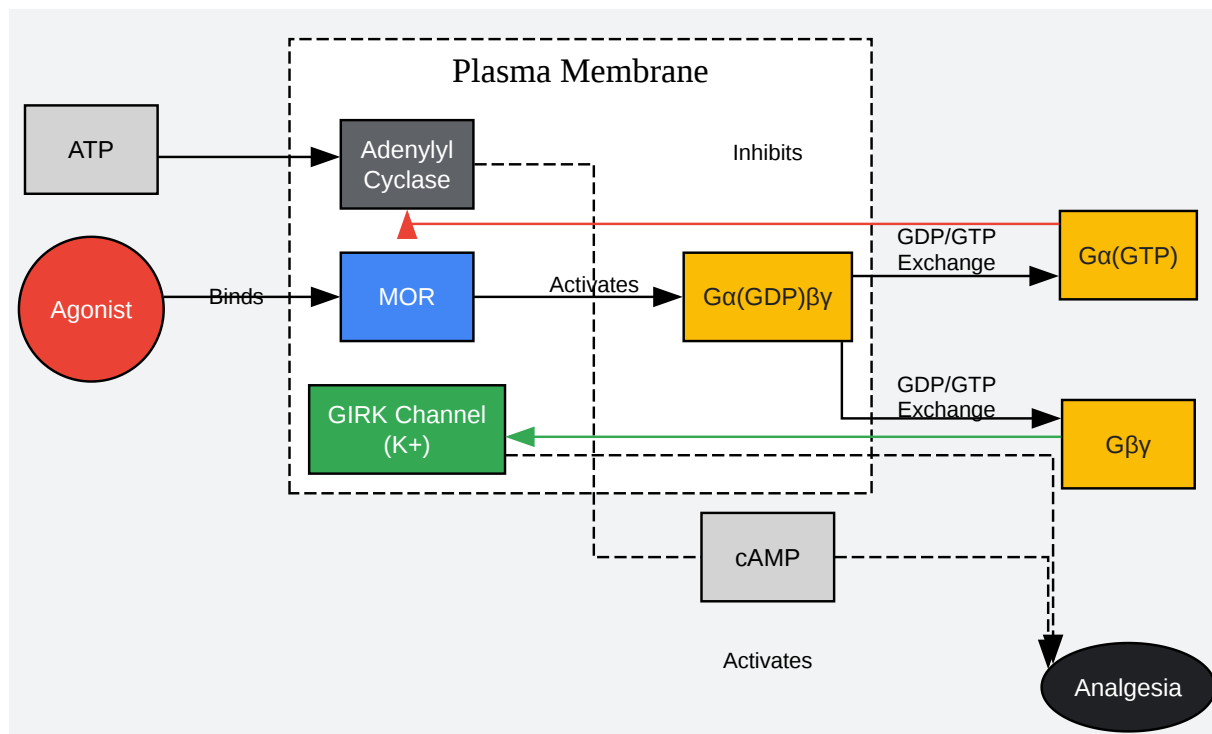 Plasma Membrane
ATP
Adenylyl
Cyclase
Inhibits
GDP/GTP
Exchange
Gα(GTP)
Agonist
Binds
MOR
Activates
Gα(GDP)βγ
GIRK Channel
(K+)
GDP/GTP
Exchange
Gβγ
cAMP
Activates
Analgesia